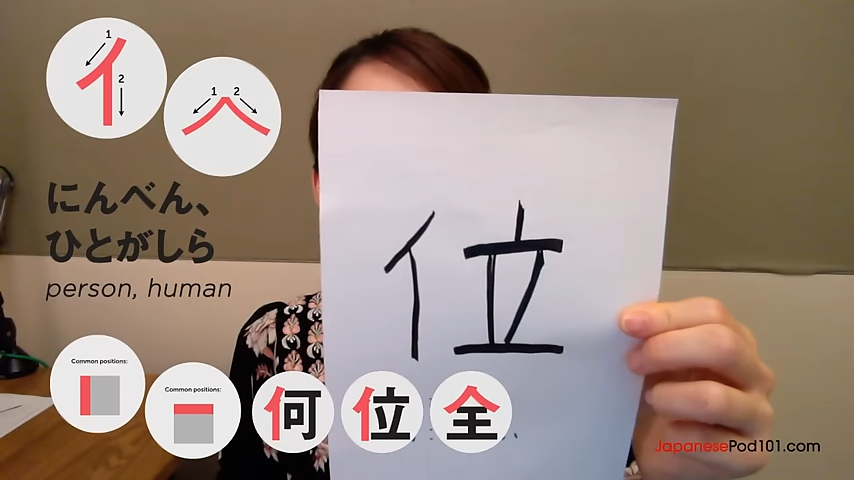 1
2
1 2
にんべん、
ひとがしら
person, human
Common positions:
Common positions:
何 位 全
位
JapanesePod101.com